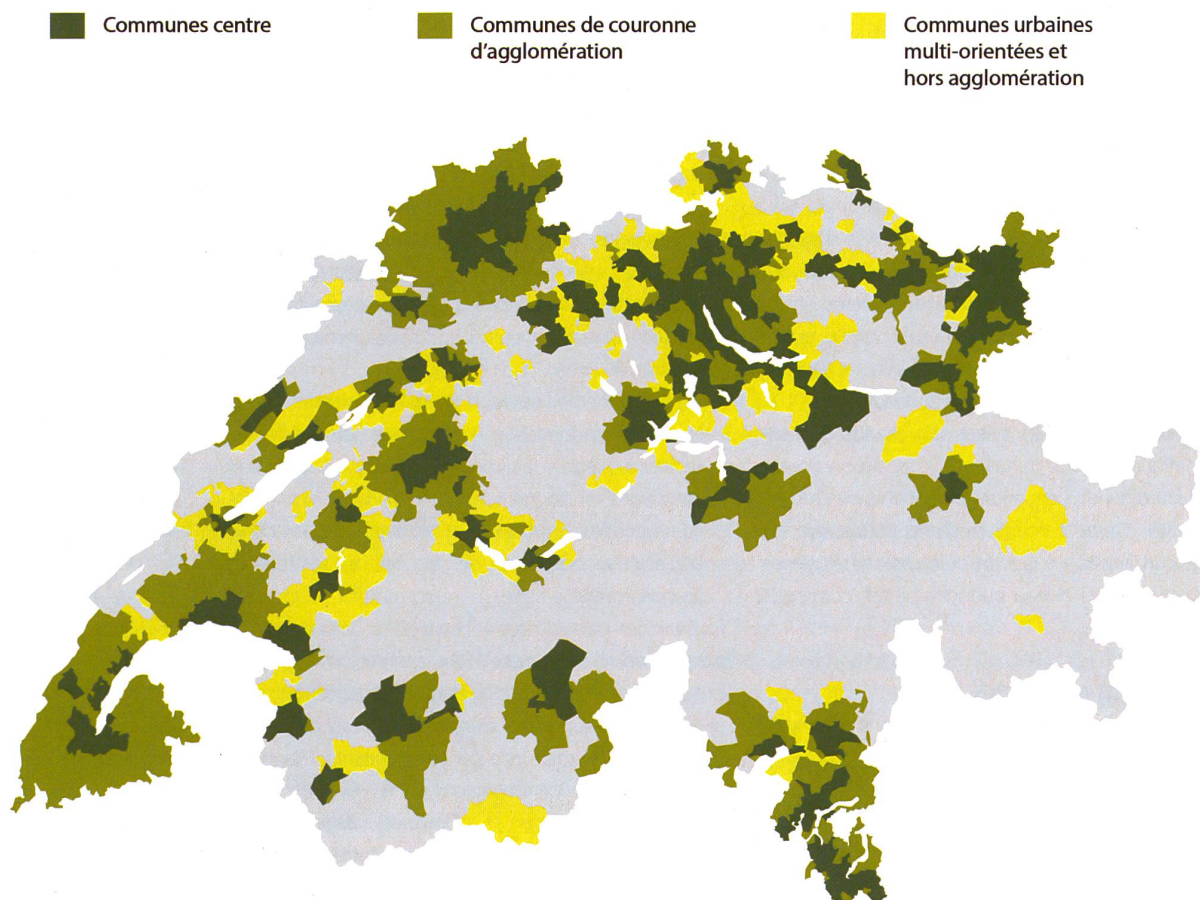 Communes centre
Communes de couronne
d'agglomération
Communes urbaines
multi-orientées et
hors agglomération